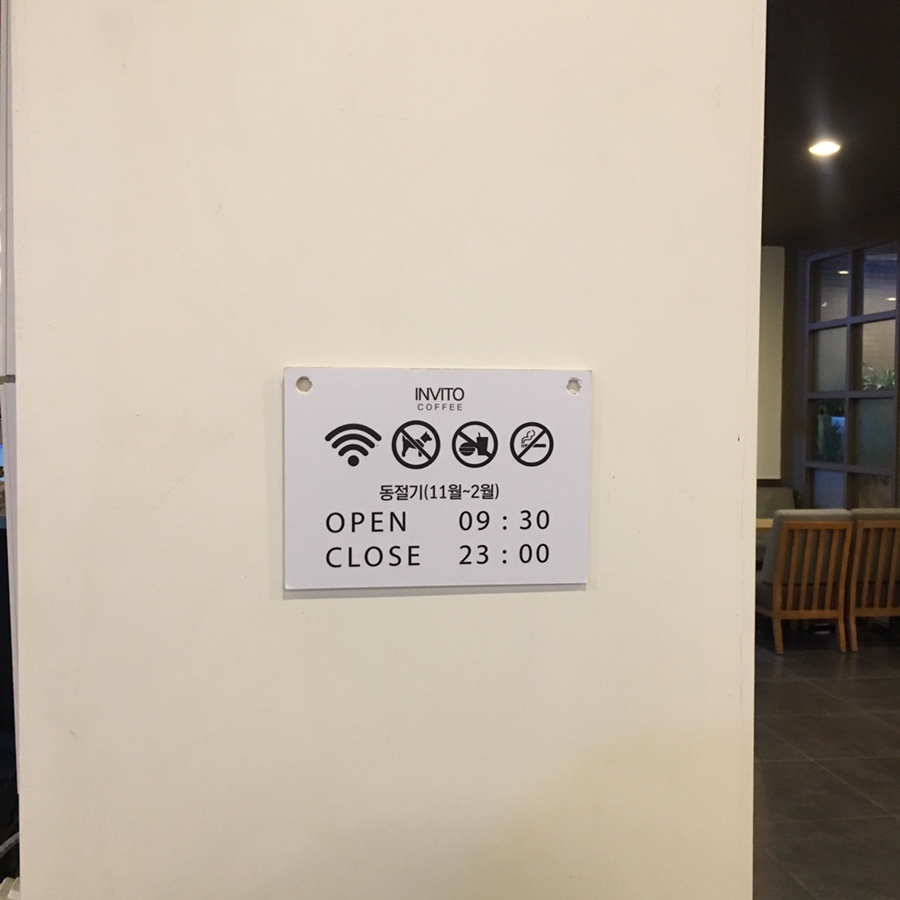 INVITO
COFFEE
동절기(11월~2월)
OPEN 09 : 30
CLOSE 23 : 00